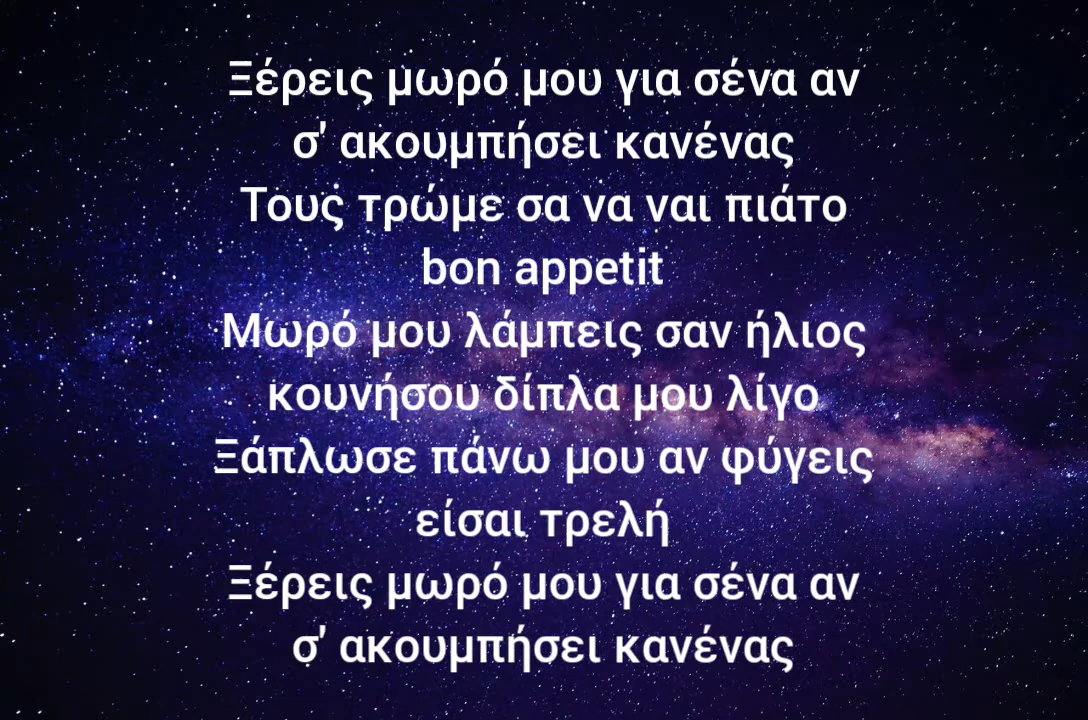 Ξέρεις μωρό μου για σένα αν
σ' ακουμπήσει κανένας
Τους τρώμε σα να ναι πιάτο
bon appetit
Μωρό μου λάμπεις σαν ήλιος
κουνήσου δίπλα μου λίγο
Ξάπλωσε πάνω μου αν φύγεις
είσαι τρελή
Ξέρεις μωρό μου για σένα αν
σ' ακουμπήσει κανένας